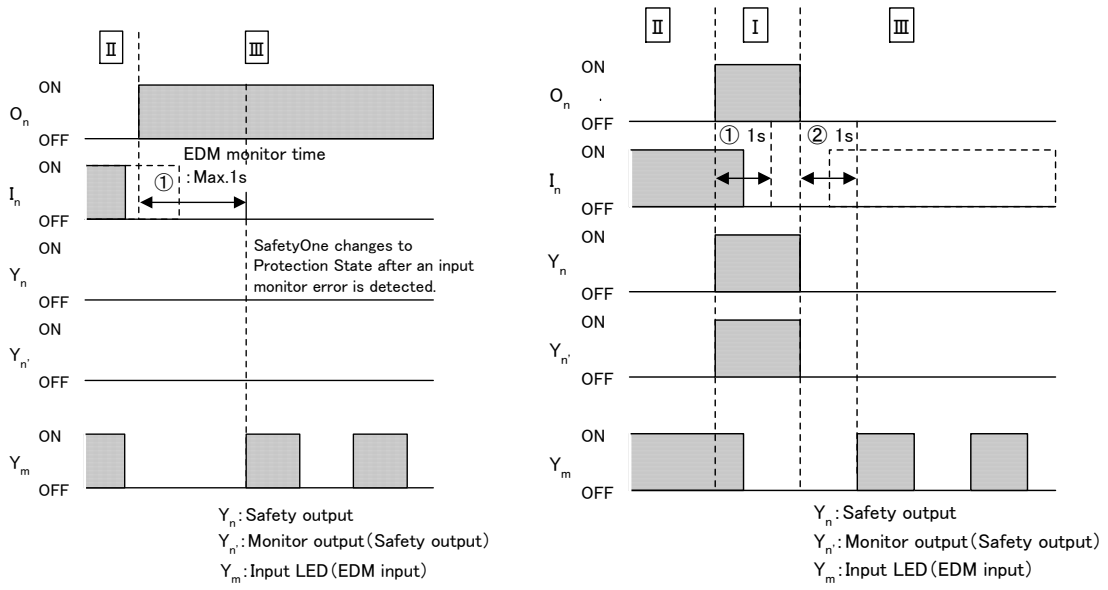 Ⅱ
Ⅲ
ON
Oₙ
OFF
EDM monitor time
ON
① : Max.1s
Iₙ
OFF
ON
SafetyOne changes to
Protection State after an input
monitor error is detected.
Yₙ
OFF
ON
Yₙ'
OFF
ON
Yₘ
OFF
Yₙ: Safety output
Yₙ': Monitor output (Safety output)
Yₘ: Input LED (EDM input)
Ⅱ
Ⅰ
Ⅲ
ON
Oₙ
OFF
① 1s
② 1s
ON
Iₙ
OFF
ON
Yₙ
OFF
ON
Yₙ'
OFF
ON
Yₘ
OFF
Yₙ: Safety output
Yₙ': Monitor output (Safety output)
Yₘ: Input LED (EDM input)